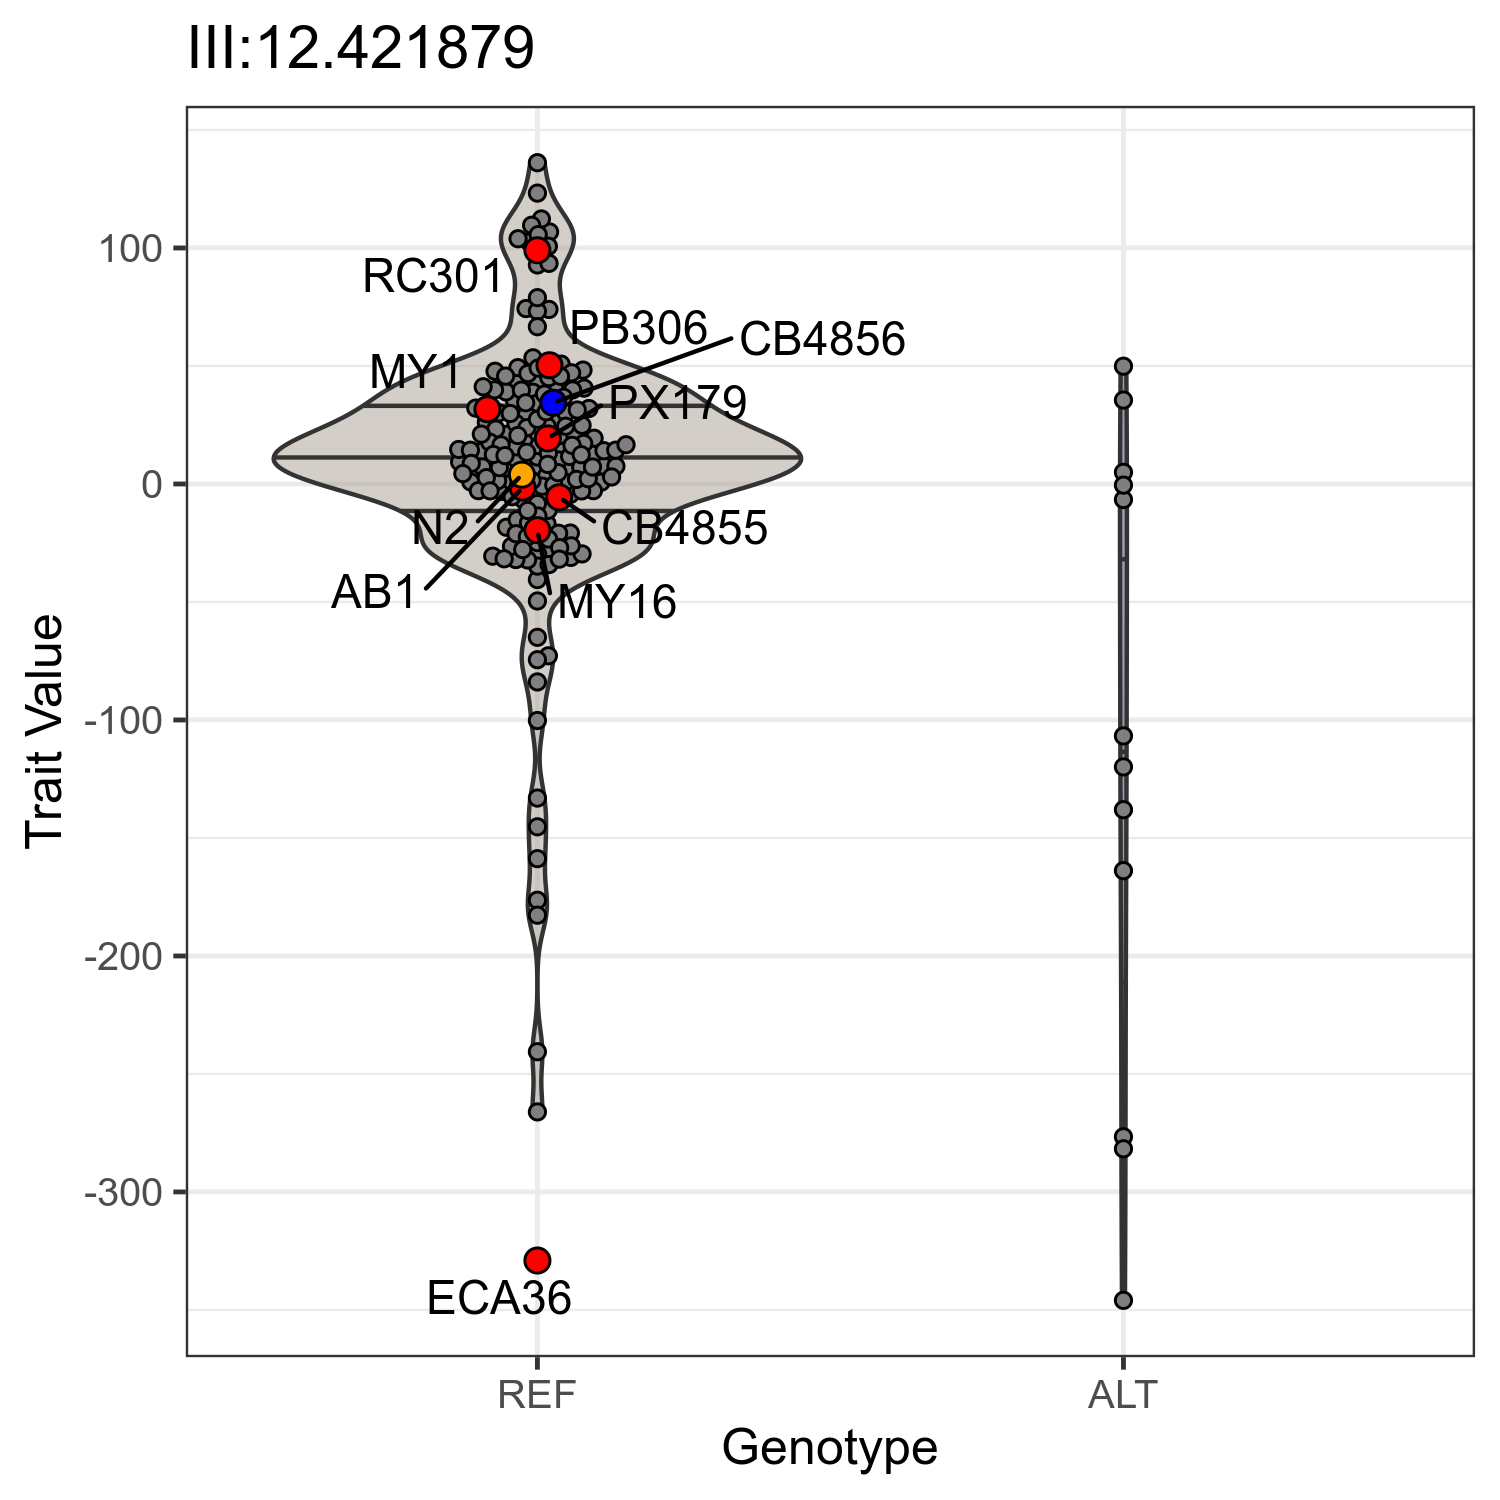 III:12.421879
100
0
-100
-200
-300
Trait Value
RC301
PB306
CB4856
MY1
PX179
N2
CB4855
AB1
MY16
ECA36
REF
ALT
Genotype